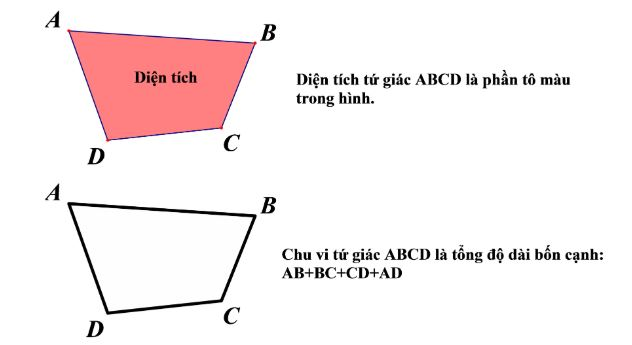 A
B
Diện tích
Diện tích tứ giác ABCD là phần tô màu
trong hình.
C
D
A
B
Chu vi tứ giác ABCD là tổng độ dài bốn cạnh:
AB+BC+CD+AD
C
D